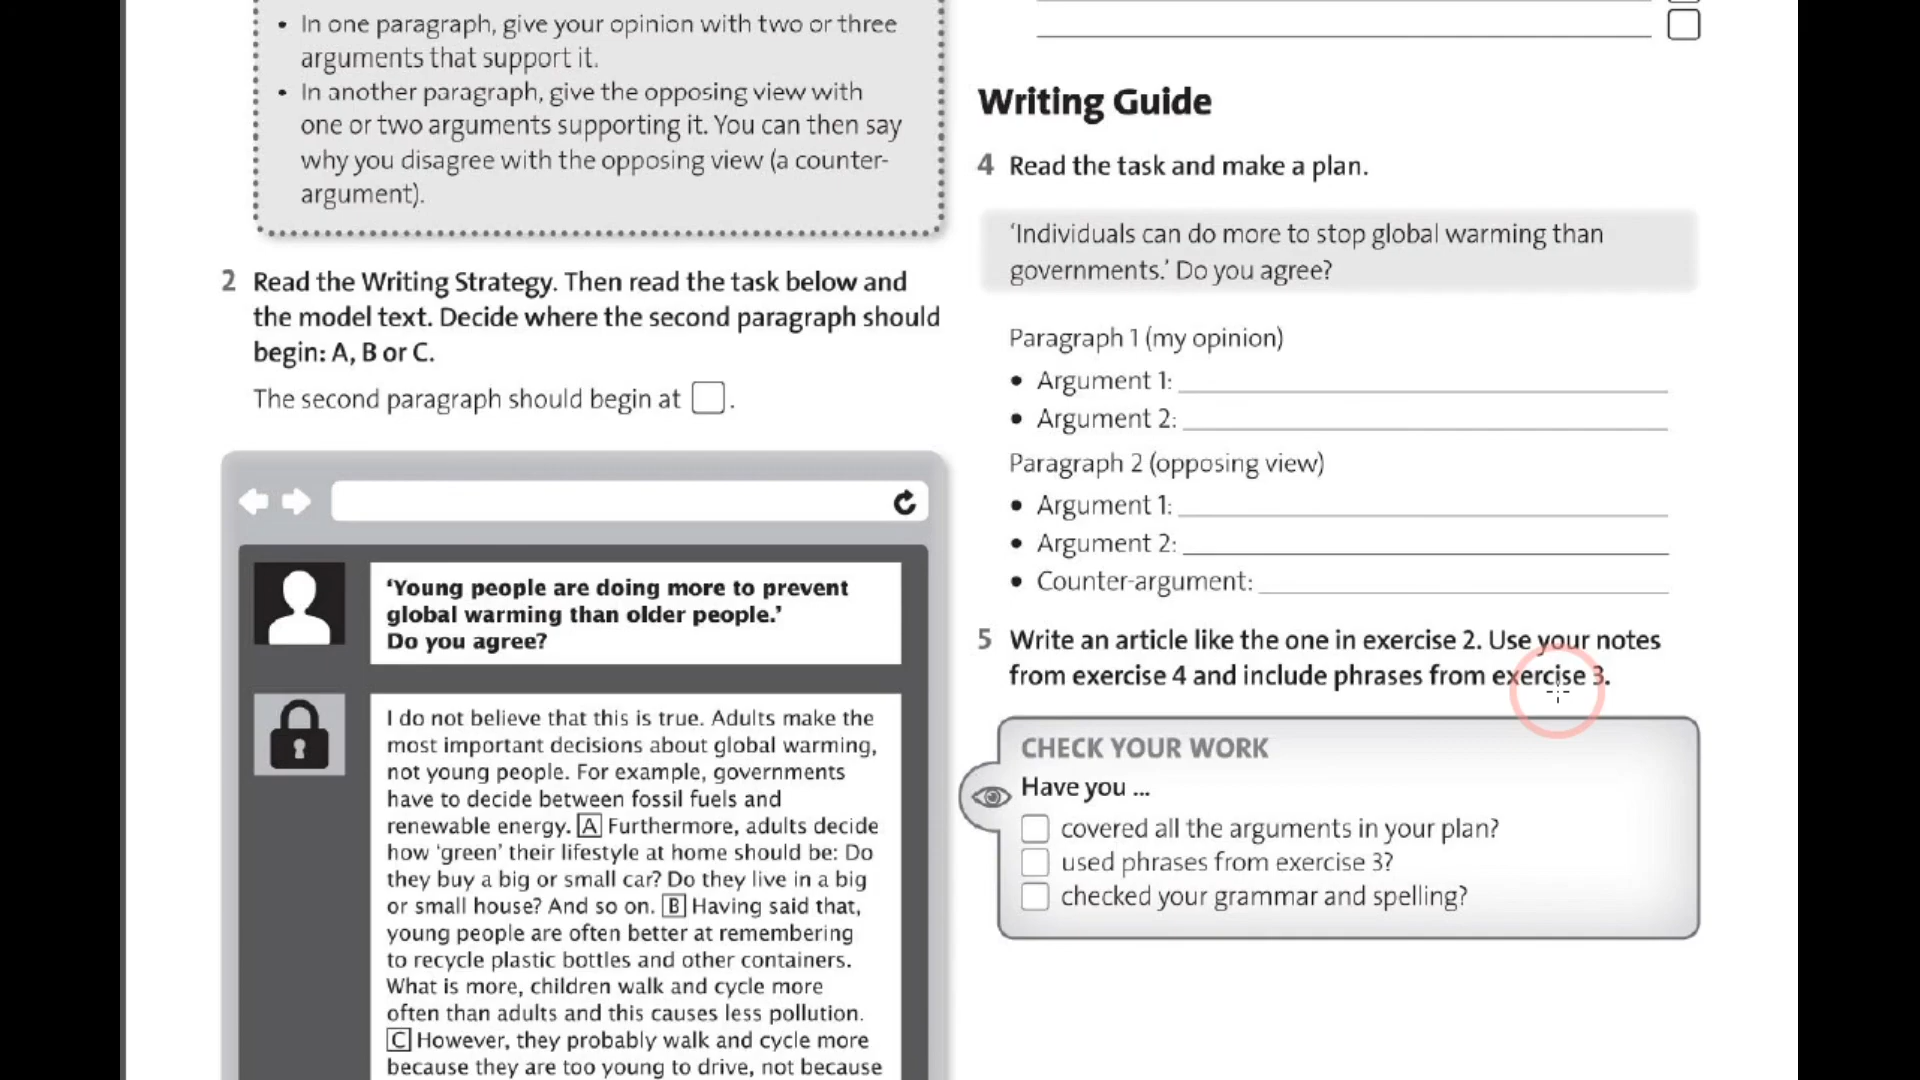 • In one paragraph, give your opinion with two or three
arguments that support it.
• In another paragraph, give the opposing view with
one or two arguments supporting it. You can then say
why you disagree with the opposing view (a counter-
argument).
2 Read the Writing Strategy. Then read the task below and
the model text. Decide where the second paragraph should
begin: A, B or C.
The second paragraph should begin at .
‘Young people are doing more to prevent
global warming than older people.’
Do you agree?
I do not believe that this is true. Adults make the
most important decisions about global warming,
not young people. For example, governments
have to decide between fossil fuels and
renewable energy. A Furthermore, adults decide
how ‘green’ their lifestyle at home should be: Do
they buy a big or small car? Do they live in a big
or small house? And so on. B Having said that,
young people are often better at remembering
to recycle plastic bottles and other containers.
What is more, children walk and cycle more
often than adults and this causes less pollution.
C However, they probably walk and cycle more
because they are too young to drive, not because
Writing Guide
4 Read the task and make a plan.
‘Individuals can do more to stop global warming than
governments.’ Do you agree?
Paragraph 1 (my opinion)
• Argument 1:
• Argument 2:
Paragraph 2 (opposing view)
• Argument 1:
• Argument 2:
• Counter-argument:
5 Write an article like the one in exercise 2. Use your notes
from exercise 4 and include phrases from exercise 3.
CHECK YOUR WORK
Have you ...
covered all the arguments in your plan?
used phrases from exercise 3?
checked your grammar and spelling?